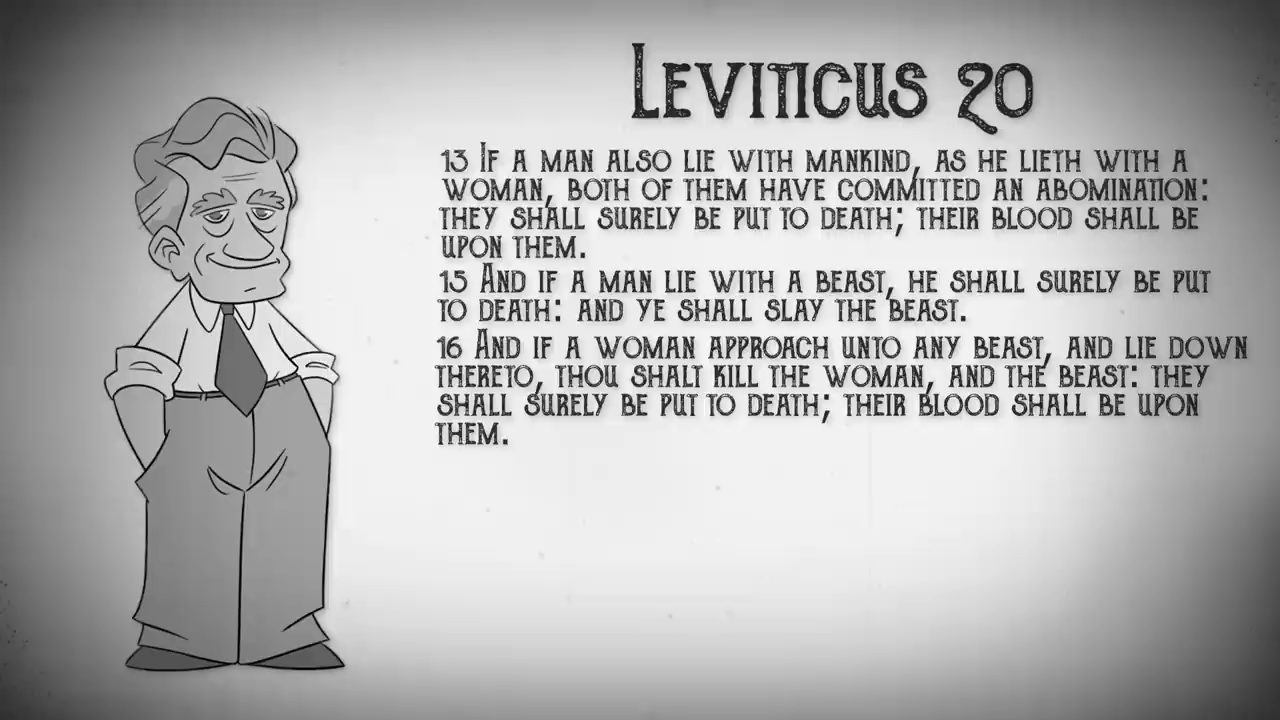 Leviticus 20
13 If a man also lie with mankind, as he lieth with a
woman, both of them have committed an abomination:
they shall surely be put to death; their blood shall be
upon them.
15 And if a man lie with a beast, he shall surely be put
to death: and ye shall slay the beast.
16 And if a woman approach unto any beast, and lie down
thereto, thou shalt kill the woman, and the beast: they
shall surely be put to death; their blood shall be upon
them.